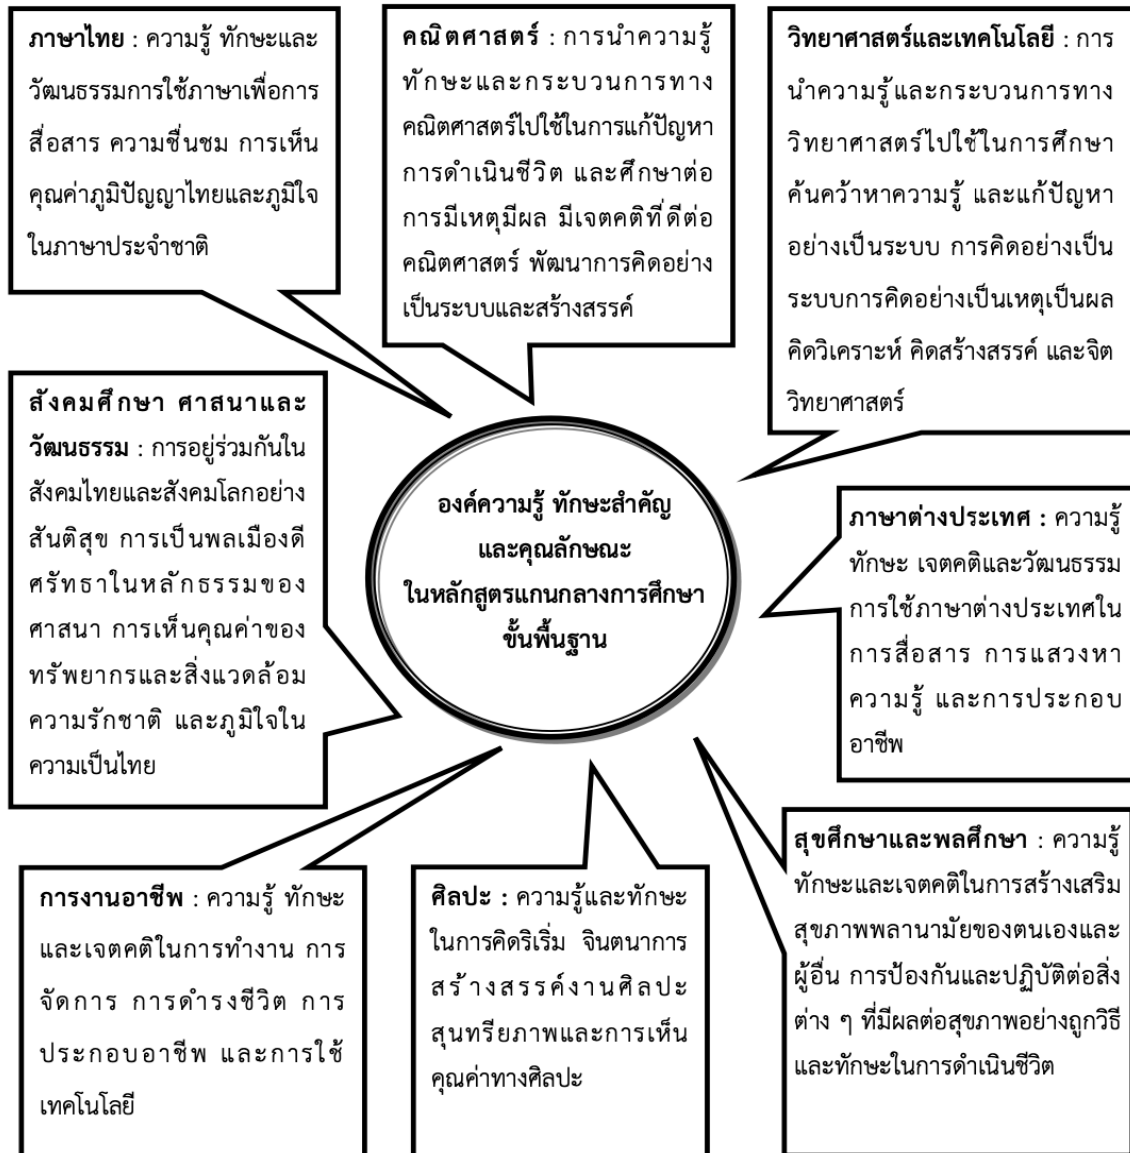 ภาษาไทย : ความรู้ ทักษะและ
วัฒนธรรมการใช้ภาษาเพื่อการ
สื่อสาร ความชื่นชม การเห็น
คุณค่าภูมิปัญญาไทยและภูมิใจ
ในภาษาประจำชาติ
คณิตศาสตร์ : การนำความรู้
ทักษะและกระบวนการทาง
คณิตศาสตร์ไปใช้ในการแก้ปัญหา
การดำเนินชีวิต และศึกษาต่อ
การมีเหตุมีผล มีเจตคติที่ดีต่อ
คณิตศาสตร์ พัฒนาการคิดอย่าง
เป็นระบบและสร้างสรรค์
วิทยาศาสตร์และเทคโนโลยี : การ
นำความรู้และกระบวนการทาง
วิทยาศาสตร์ไปใช้ในการศึกษา
ค้นคว้าหาความรู้ และแก้ปัญหา
อย่างเป็นระบบ การคิดอย่างเป็น
ระบบการคิดอย่างเป็นเหตุเป็นผล
คิดวิเคราะห์ คิดสร้างสรรค์ และจิต
วิทยาศาสตร์
สังคมศึกษา ศาสนาและ
วัฒนธรรม : การอยู่ร่วมกันใน
สังคมไทยและสังคมโลกอย่าง
สันติสุข การเป็นพลเมืองดี
ศรัทธาในหลักธรรมของ
ศาสนา การเห็นคุณค่าของ
ทรัพยากรและสิ่งแวดล้อม
ความรักชาติ และภูมิใจใน
ความเป็นไทย
องค์ความรู้ ทักษะสำคัญ
และคุณลักษณะ
ในหลักสูตรแกนกลางการศึกษา
ขั้นพื้นฐาน
ภาษาต่างประเทศ : ความรู้
ทักษะ เจตคติและวัฒนธรรม
การใช้ภาษาต่างประเทศใน
การสื่อสาร การแสวงหา
ความรู้ และการประกอบ
อาชีพ
การงานอาชีพ : ความรู้ ทักษะ
และเจตคติในการทำงาน การ
จัดการ การดำรงชีวิต การ
ประกอบอาชีพ และการใช้
เทคโนโลยี
ศิลปะ : ความรู้และทักษะ
ในการคิดริเริ่ม จินตนาการ
สร้างสรรค์งานศิลปะ
สุนทรียภาพและการเห็น
คุณค่าทางศิลปะ
สุขศึกษาและพลศึกษา : ความรู้
ทักษะและเจตคติในการสร้างเสริม
สุขภาพพลานามัยของตนเองและ
ผู้อื่น การป้องกันและปฏิบัติต่อสิ่ง
ต่าง ๆ ที่มีผลต่อสุขภาพอย่างถูกวิธี
และทักษะในการดำเนินชีวิต